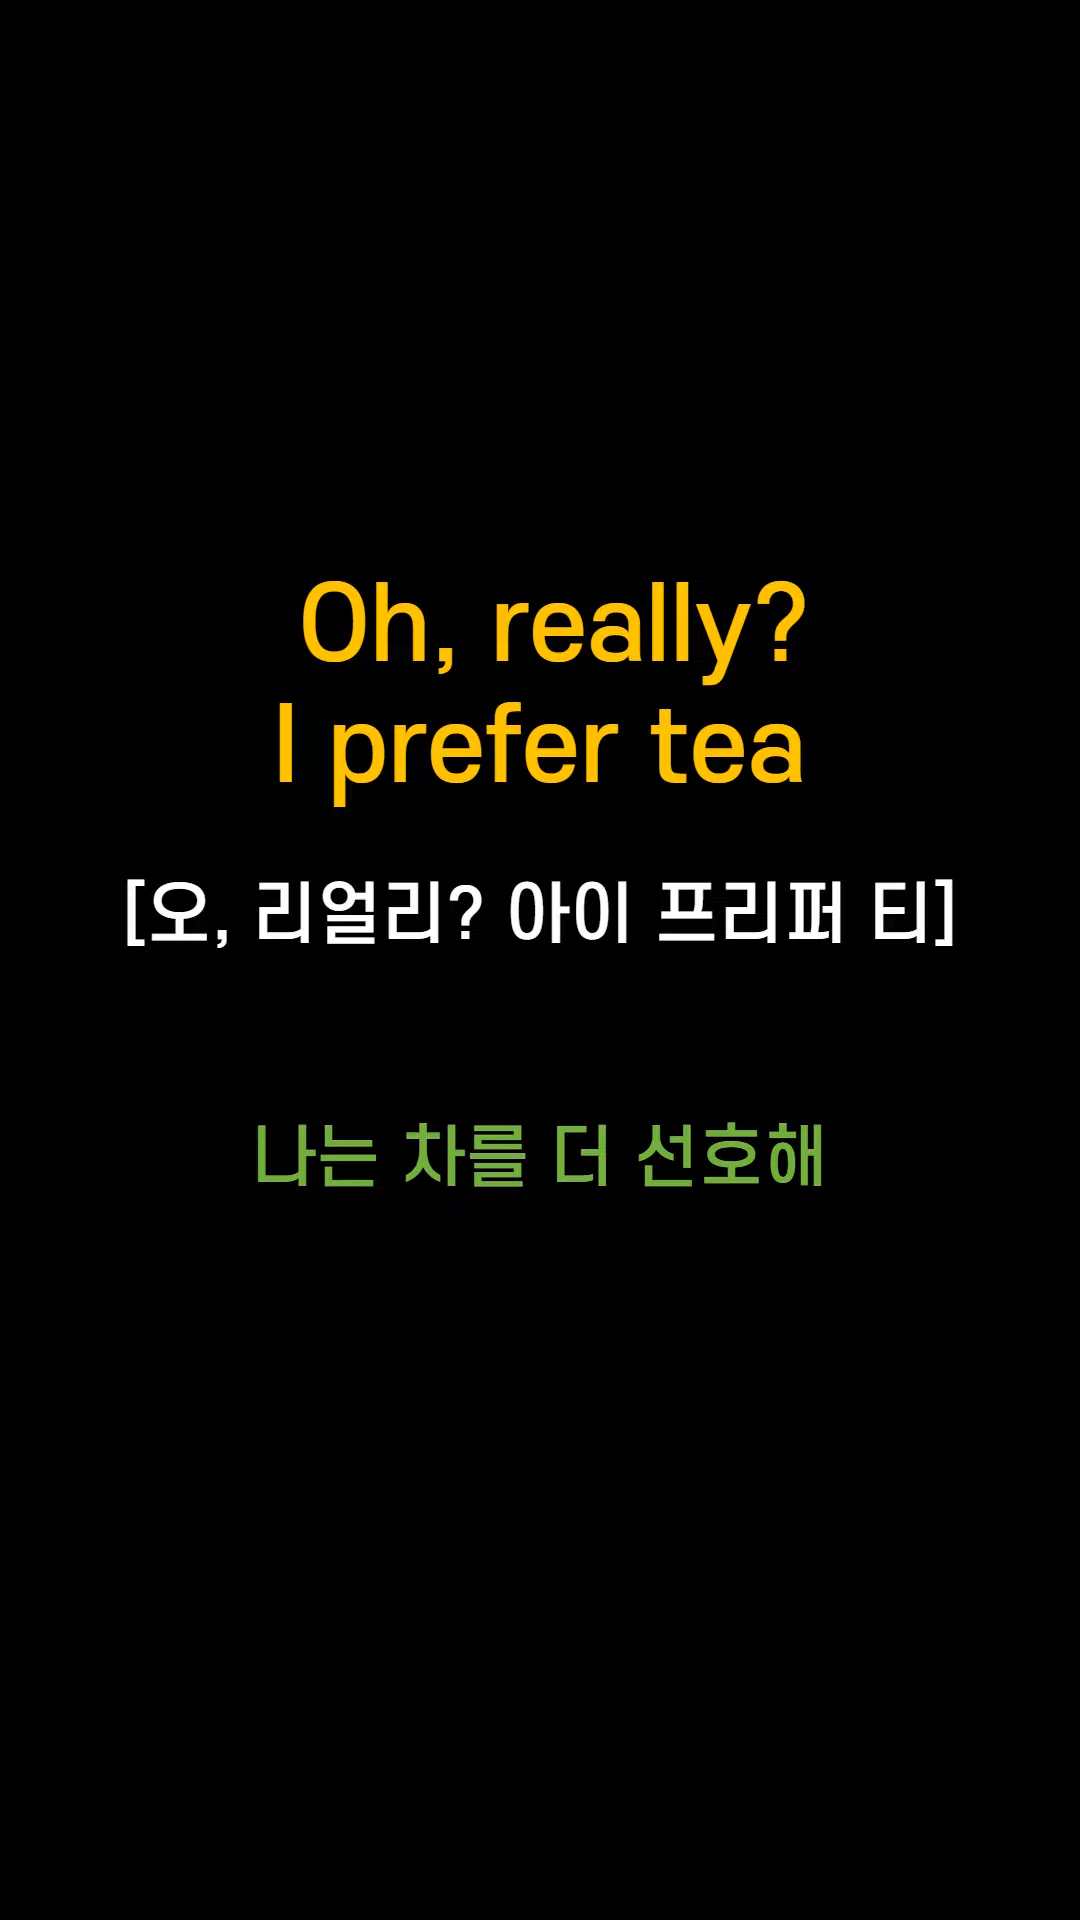 Oh, really?
I prefer tea
[오, 리얼리? 아이 프리퍼 티]
나는 차를 더 선호해